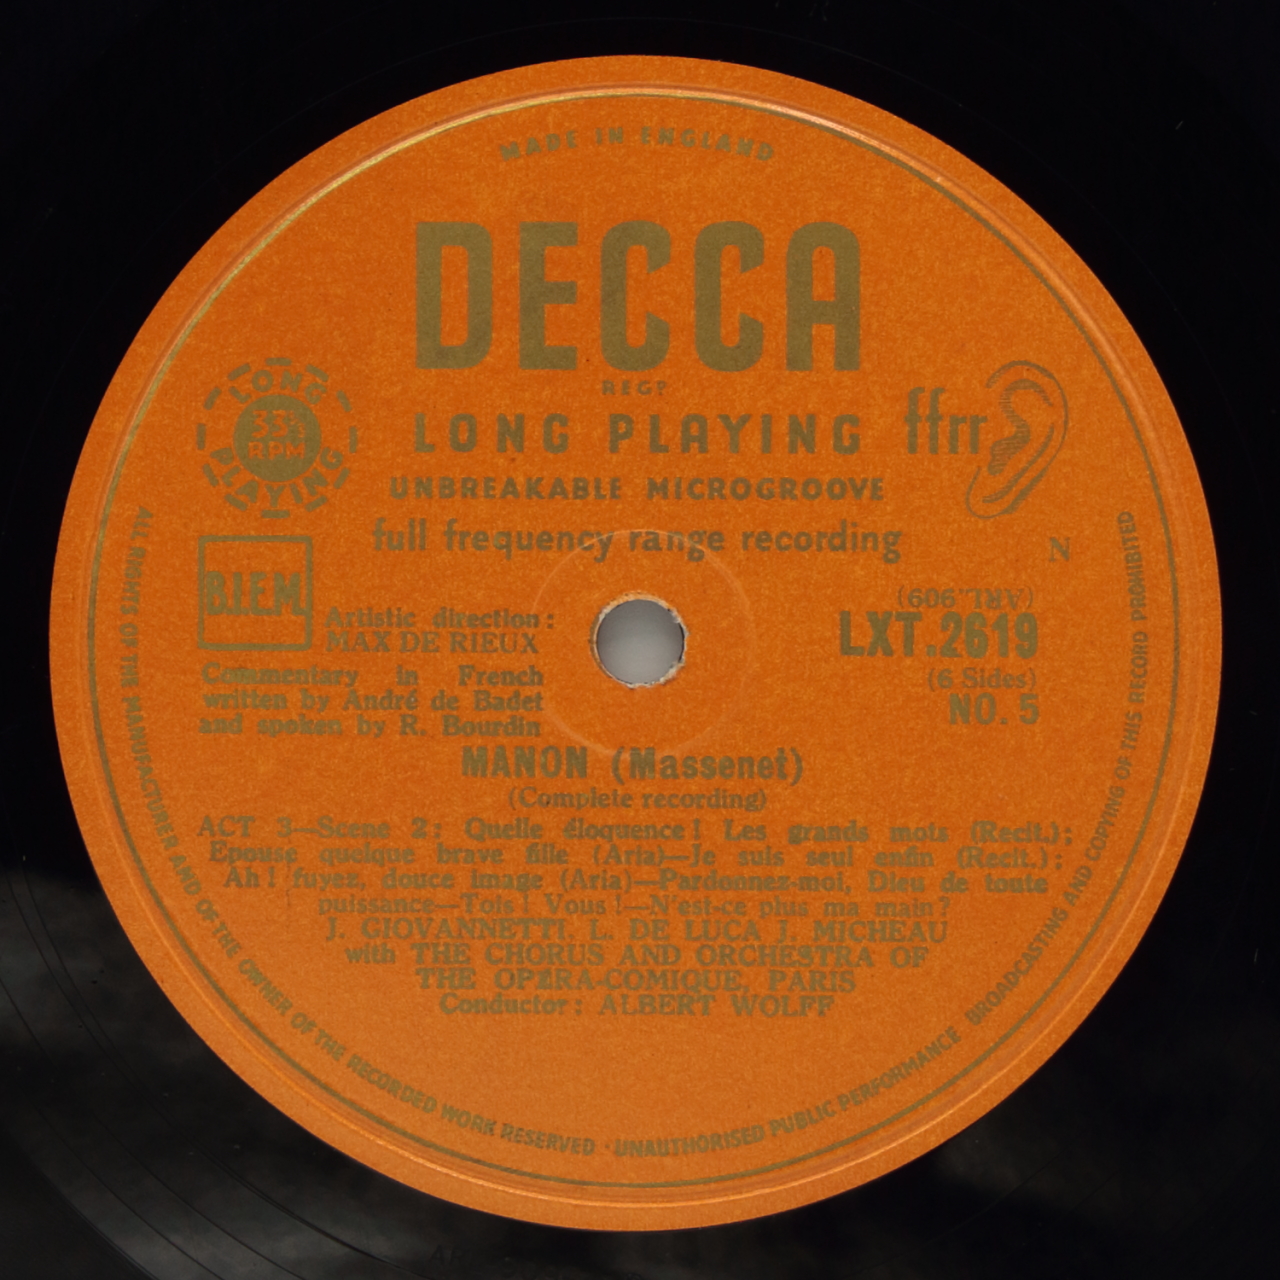 MADE IN ENGLAND
DECCA
REGD
LONG PLAYING
33⅓
RPM
LONG PLAYING
ffrr
UNBREAKABLE MICROGROOVE
full frequency range recording
N
B.I.E.M.
(ARL.909)
LXT.2619
(6 Sides)
NO. 5
Artistic direction:
MAX DE RIEUX
Commentary in French
written by André de Badet
and spoken by R. Bourdin
MANON (Massenet)
(Complete recording)
ACT 3—Scene 2: Quelle éloquence! Les grands mots (Recit.);
Epouse quelque brave fille (Aria)—Je suis seul enfin (Recit.);
Ah! fuyez, douce image (Aria)—Pardonnez-moi, Dieu de toute
puissance—Tois! Vous!—N'est-ce plus ma main?
J. GIOVANNETTI, L. DE LUCA J. MICHEAU
with THE CHORUS AND ORCHESTRA OF
THE OPÉRA-COMIQUE, PARIS
Conductor: ALBERT WOLFF
ALL RIGHTS OF THE MANUFACTURER AND OF THE OWNER OF THE RECORDED WORK RESERVED · UNAUTHORISED PUBLIC PERFORMANCE BROADCASTING AND COPYING OF THIS RECORD PROHIBITED